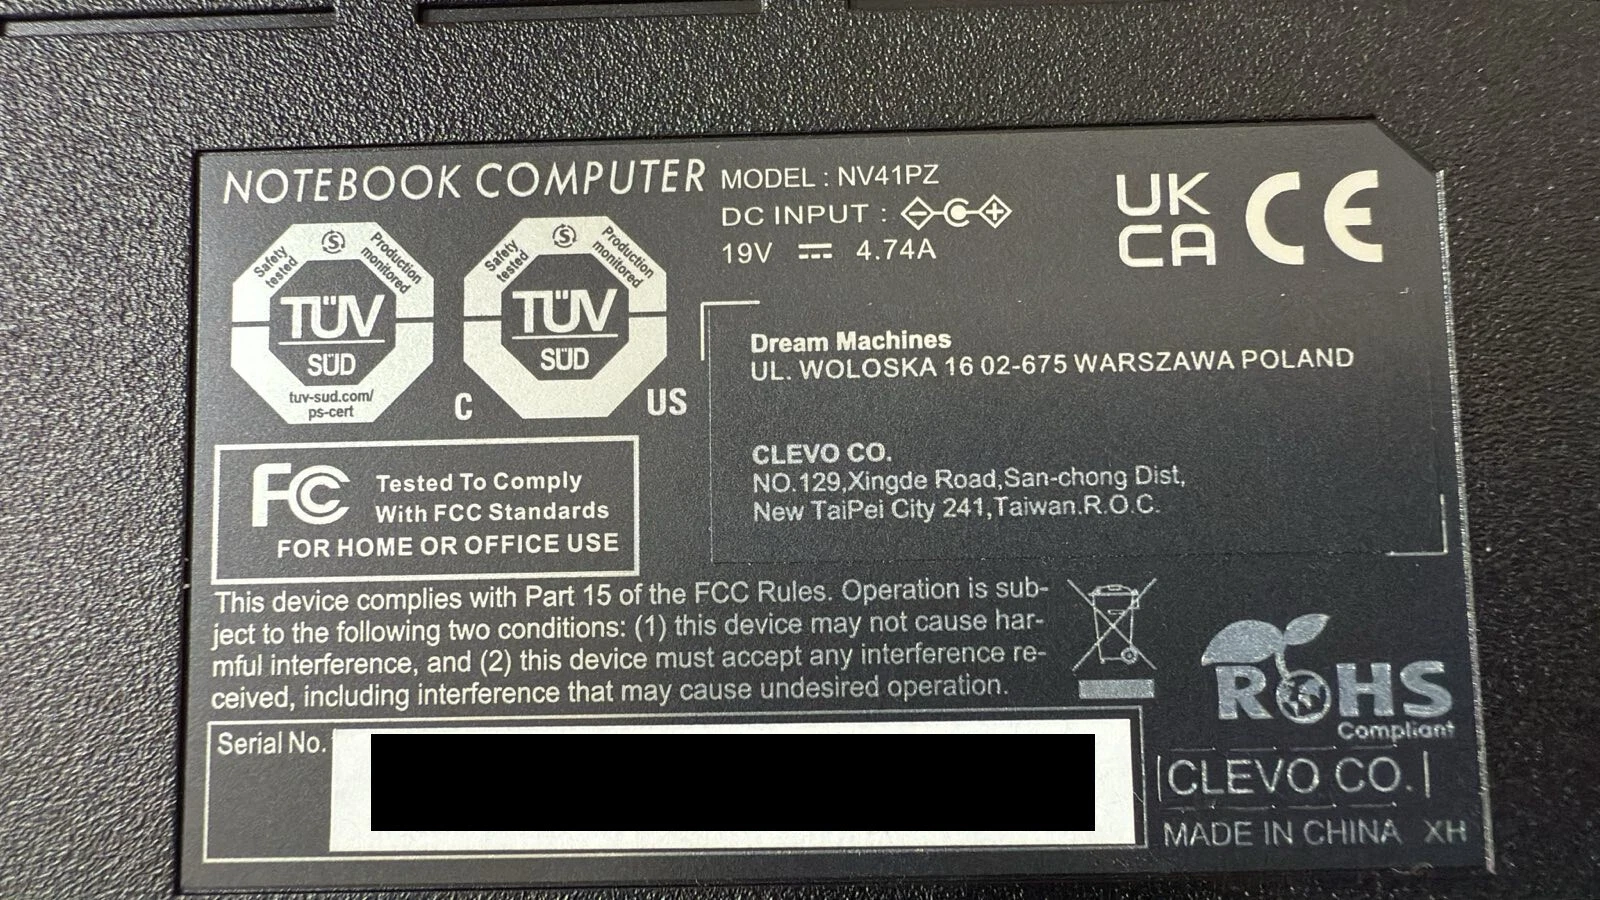 NOTEBOOK COMPUTER
MODEL : NV41PZ
DC INPUT :
19V 4.74A
UK
CA
CE
Safety tested
S
Production monitored
TÜV
SÜD
tuv-sud.com/
ps-cert
Safety tested
S
Production monitored
TÜV
SÜD
C
US
Dream Machines
UL. WOLOSKA 16 02-675 WARSZAWA POLAND
CLEVO CO.
NO.129,Xingde Road,San-chong Dist,
New TaiPei City 241,Taiwan.R.O.C.
FC
Tested To Comply
With FCC Standards
FOR HOME OR OFFICE USE
This device complies with Part 15 of the FCC Rules. Operation is sub-
ject to the following two conditions: (1) this device may not cause har-
mful interference, and (2) this device must accept any interference re-
ceived, including interference that may cause undesired operation.
RoHS
Compliant
Serial No.
CLEVO CO.
MADE IN CHINA XH